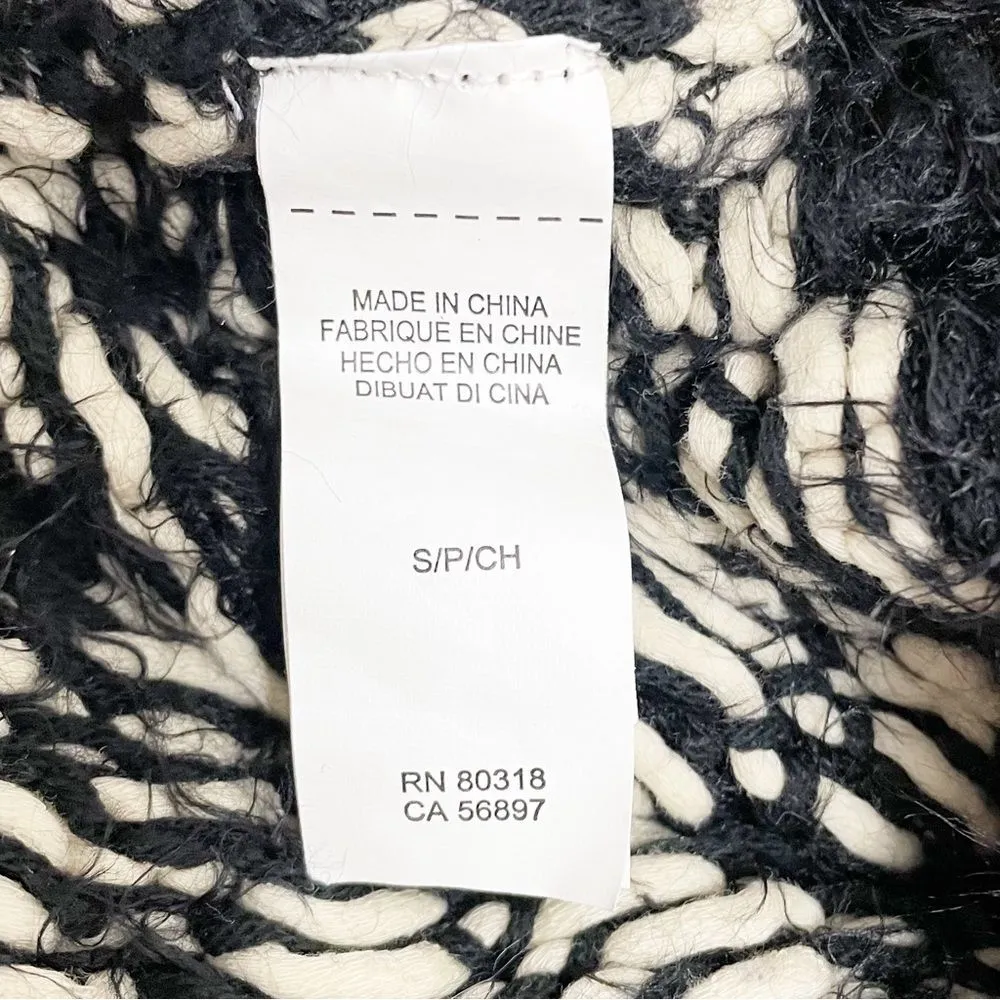 MADE IN CHINA
FABRIQUE EN CHINE
HECHO EN CHINA
DIBUAT DI CINA
S/P/CH
RN 80318
CA 56897